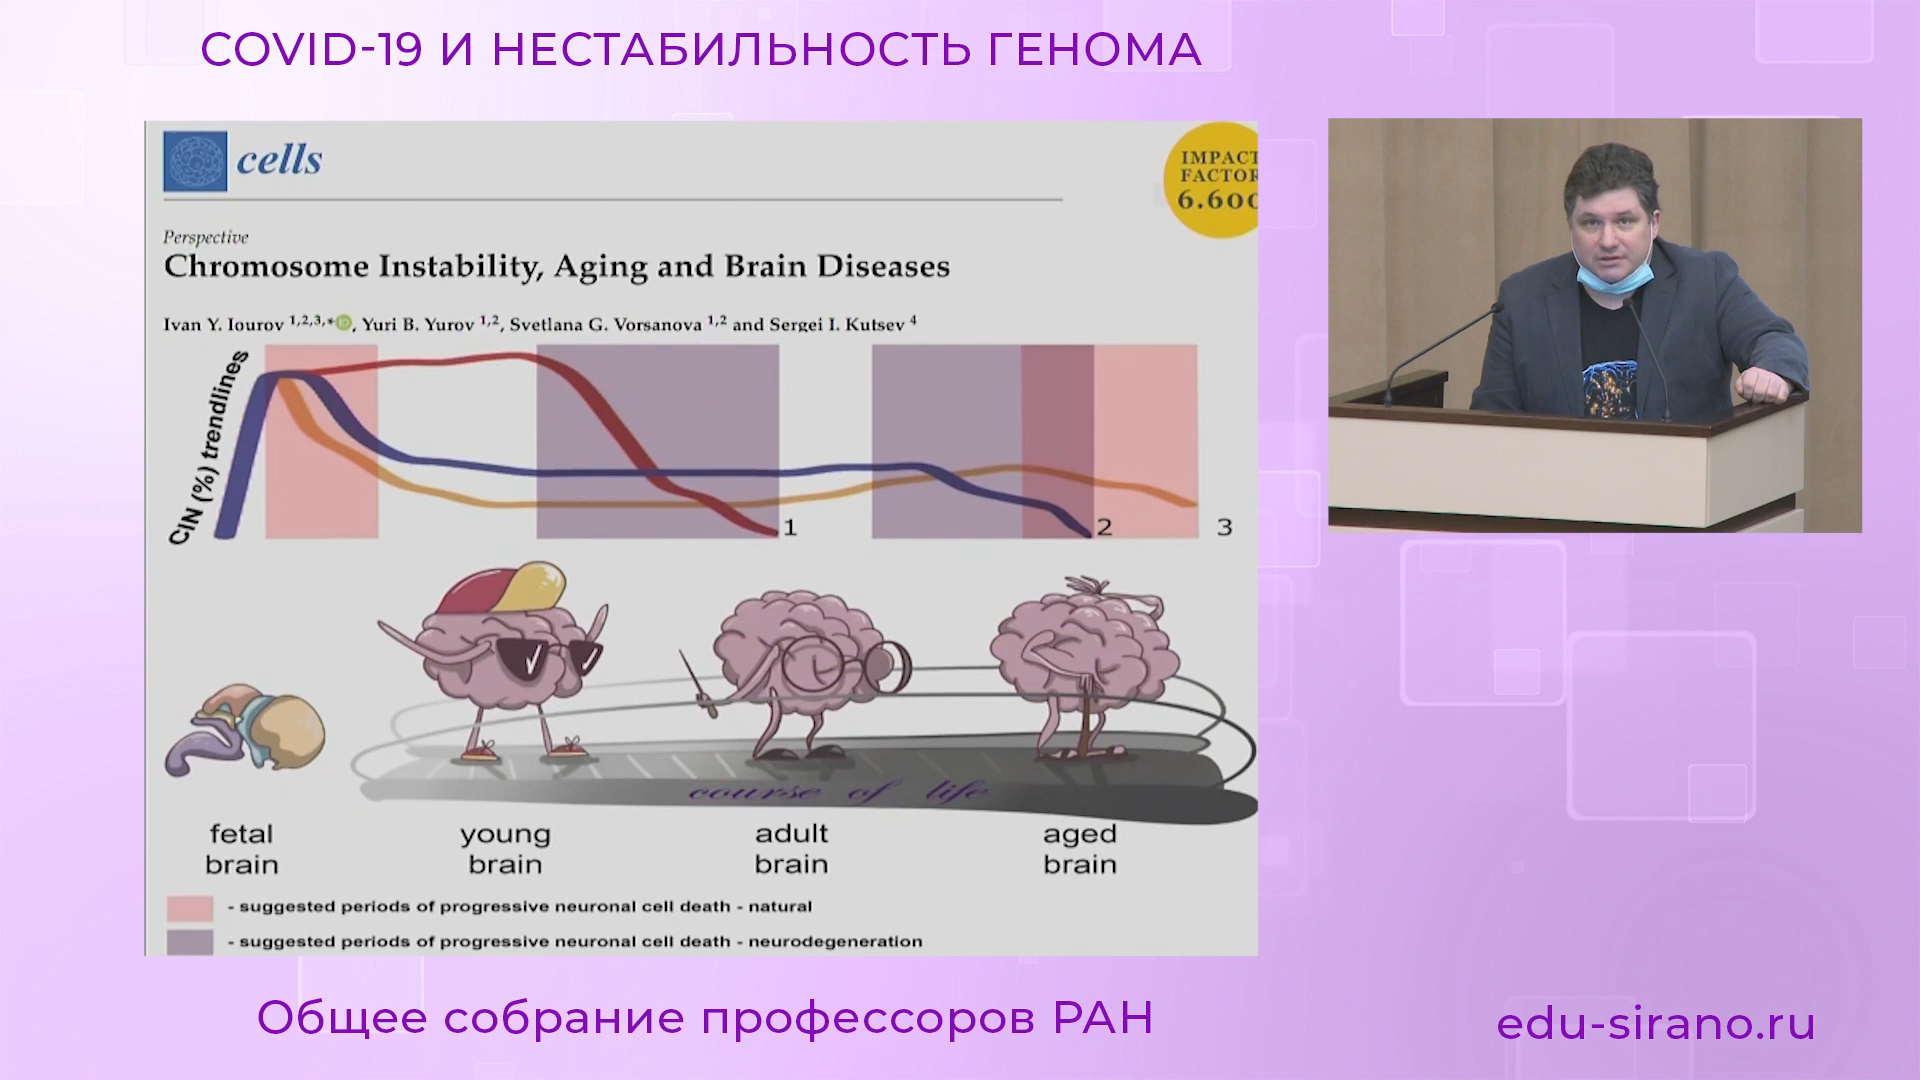 COVID-19 И НЕСТАБИЛЬНОСТЬ ГЕНОМА
cells
IMPACT
FACTOR
6.600
Perspective
Chromosome Instability, Aging and Brain Diseases
Ivan Y. Iourov 1,2,3,*, Yuri B. Yurov 1,2, Svetlana G. Vorsanova 1,2 and Sergei I. Kutsev 4
CIN (%) trendlines
1
2
3
course of life
fetal brain
young brain
adult brain
aged brain
- suggested periods of progressive neuronal cell death - natural
- suggested periods of progressive neuronal cell death - neurodegeneration
Общее собрание профессоров РАН
edu-sirano.ru